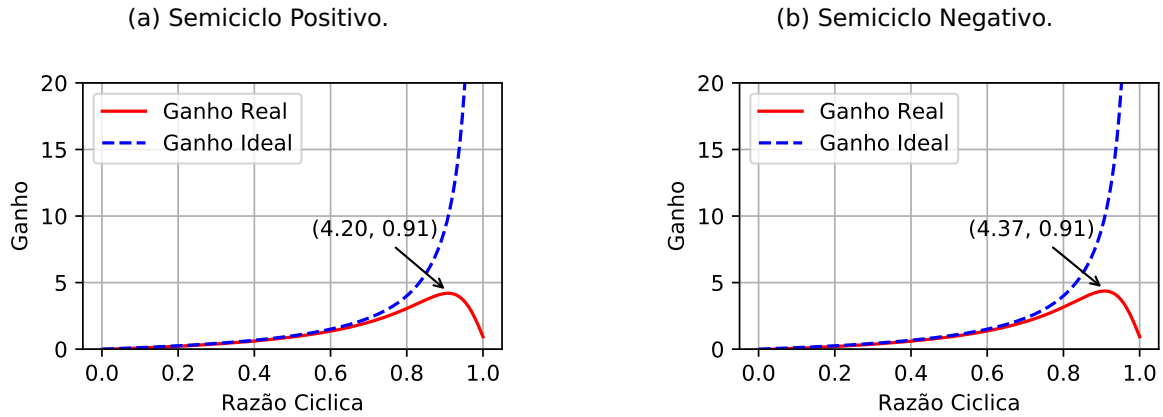 (a) Semiciclo Positivo.
20
15
10
5
0
Ganho
Ganho Real
Ganho Ideal
(4.20, 0.91)
0.0 0.2 0.4 0.6 0.8 1.0
Razão Ciclica
(b) Semiciclo Negativo.
20
15
10
5
0
Ganho
Ganho Real
Ganho Ideal
(4.37, 0.91)
0.0 0.2 0.4 0.6 0.8 1.0
Razão Ciclica